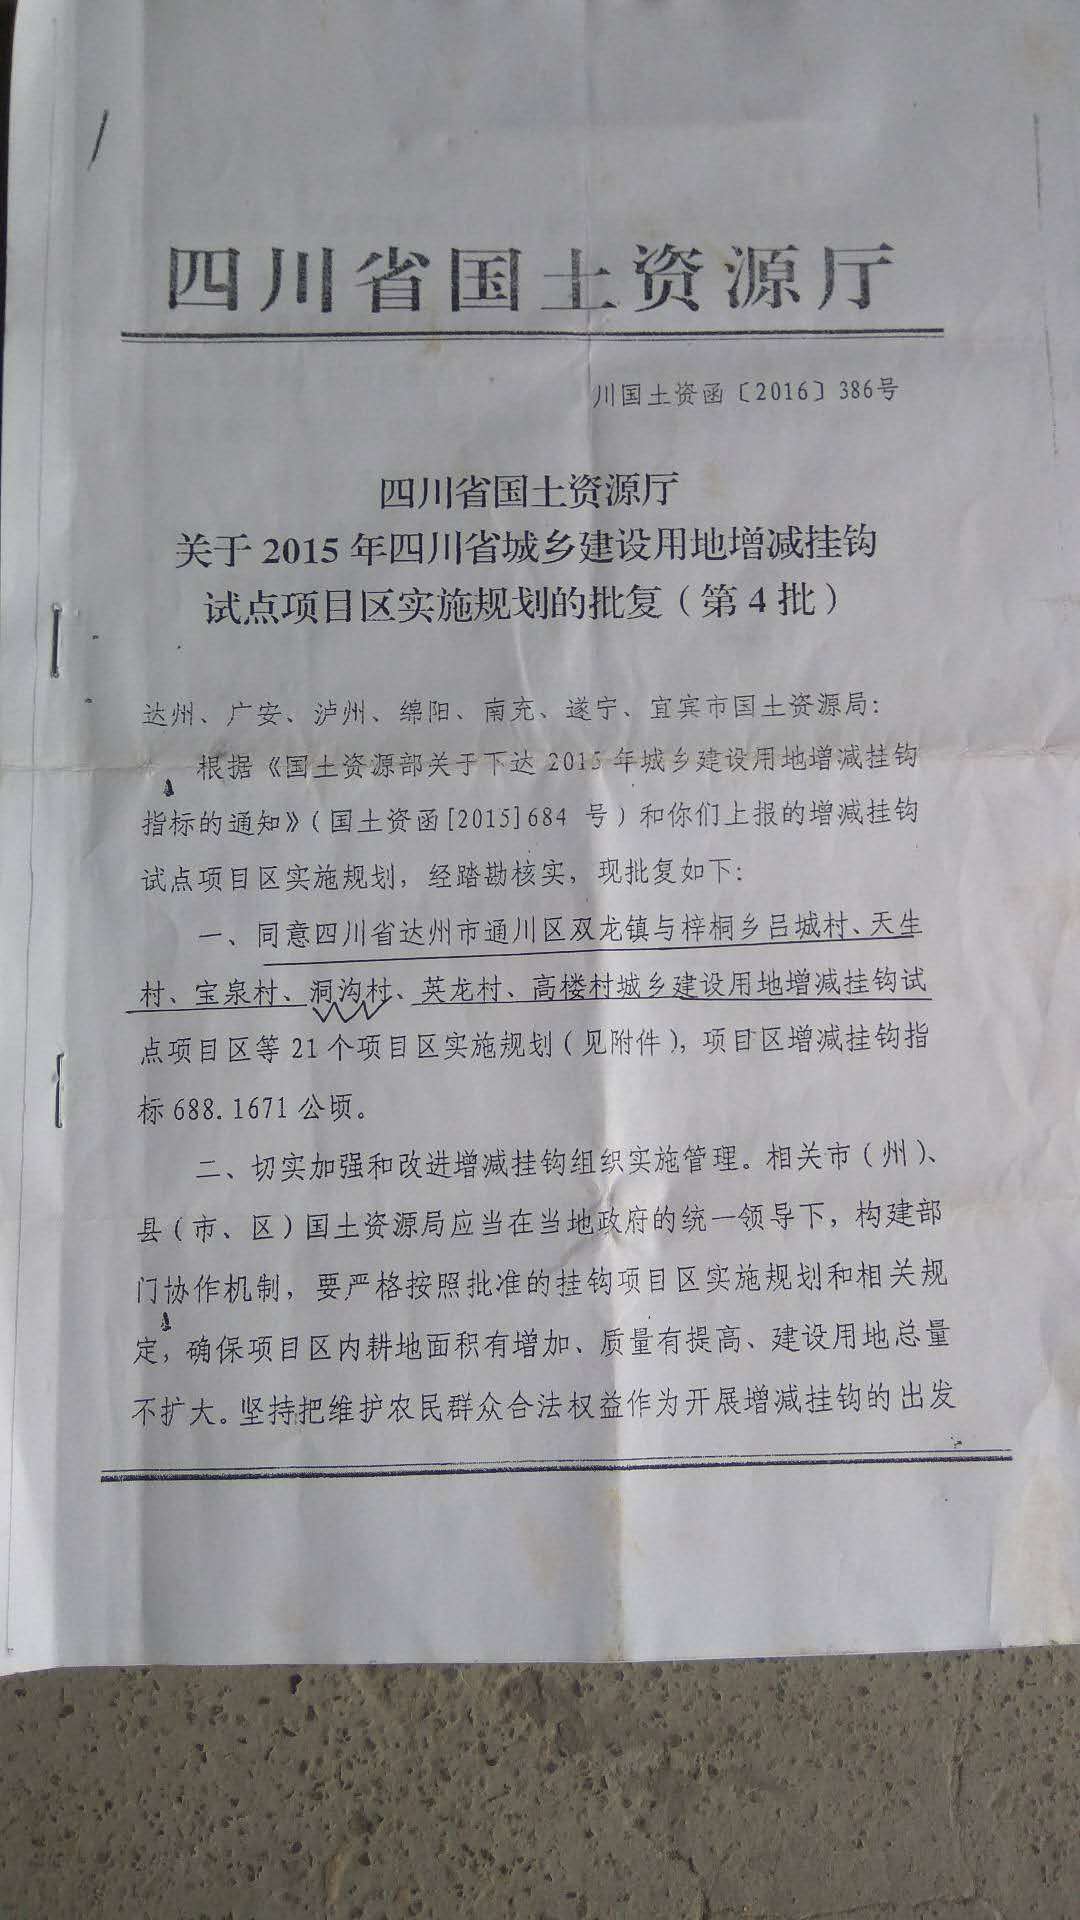 四川省国土资源厅
川国土资函〔2016〕386号
四川省国土资源厅
关于2015年四川省城乡建设用地增减挂钩
试点项目区实施规划的批复（第4批）
达州、广安、泸州、绵阳、南充、遂宁、宜宾市国土资源局：
根据《国土资源部关于下达2015年城乡建设用地增减挂钩
指标的通知》（国土资函[2015]684 号）和你们上报的增减挂钩
试点项目区实施规划，经踏勘核实，现批复如下：
一、同意四川省达州市通川区双龙镇与梓桐乡吕城村、天生
村、宝泉村、洞沟村、英龙村、高楼村城乡建设用地增减挂钩试
点项目区等21个项目区实施规划（见附件），项目区增减挂钩指
标688.1671公顷。
二、切实加强和改进增减挂钩组织实施管理。相关市（州）、
县（市、区）国土资源局应当在当地政府的统一领导下，构建部
门协作机制，要严格按照批准的挂钩项目区实施规划和相关规
定，确保项目区内耕地面积有增加、质量有提高、建设用地总量
不扩大。坚持把维护农民群众合法权益作为开展增减挂钩的出发